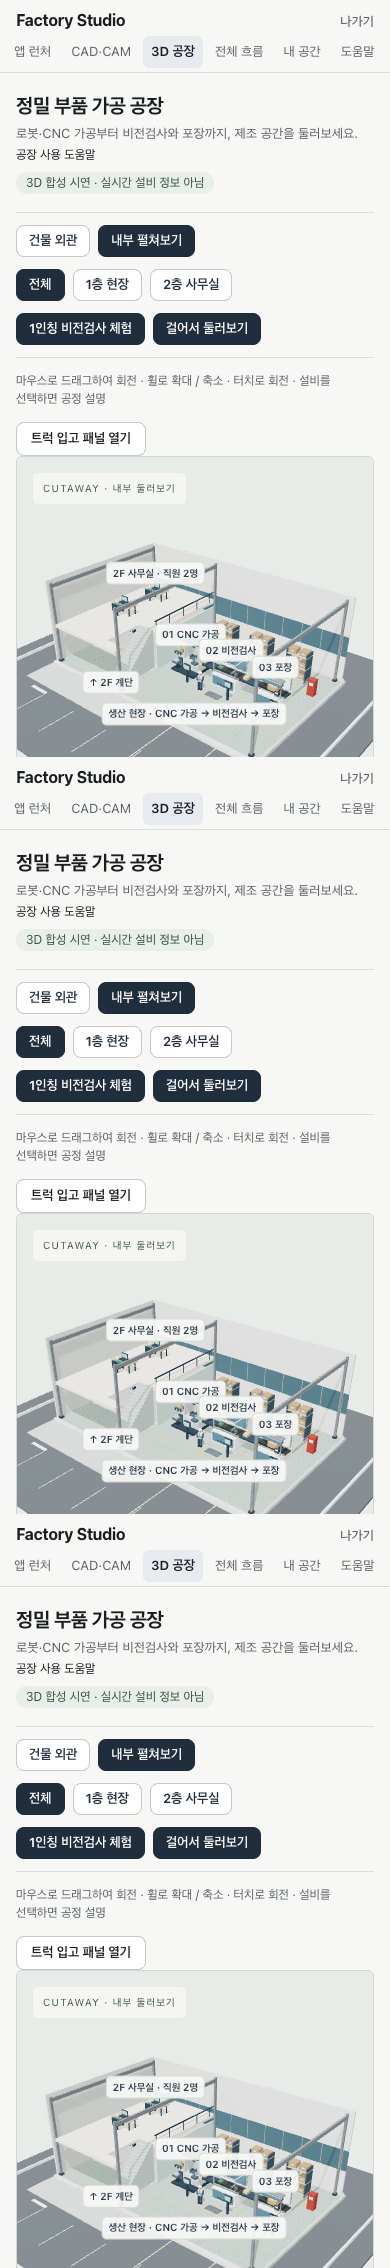 Factory Studio 나가기
앱 런처 CAD·CAM 3D 공장 전체 흐름 내 공간 도움말
정밀 부품 가공 공장
로봇·CNC 가공부터 비전검사와 포장까지, 제조 공간을 둘러보세요.
공장 사용 도움말
3D 합성 시연 · 실시간 설비 정보 아님
건물 외관 내부 펼쳐보기
전체 1층 현장 2층 사무실
1인칭 비전검사 체험 걸어서 둘러보기
마우스로 드래그하여 회전 · 휠로 확대 / 축소 · 터치로 회전 · 설비를
선택하면 공정 설명
트럭 입고 패널 열기
CUTAWAY · 내부 둘러보기
2F 사무실 · 직원 2명
01 CNC 가공
02 비전검사
03 포장
↑ 2F 계단
생산 현장 · CNC 가공 → 비전검사 → 포장
Factory Studio 나가기
앱 런처 CAD·CAM 3D 공장 전체 흐름 내 공간 도움말
정밀 부품 가공 공장
로봇·CNC 가공부터 비전검사와 포장까지, 제조 공간을 둘러보세요.
공장 사용 도움말
3D 합성 시연 · 실시간 설비 정보 아님
건물 외관 내부 펼쳐보기
전체 1층 현장 2층 사무실
1인칭 비전검사 체험 걸어서 둘러보기
마우스로 드래그하여 회전 · 휠로 확대 / 축소 · 터치로 회전 · 설비를
선택하면 공정 설명
트럭 입고 패널 열기
CUTAWAY · 내부 둘러보기
2F 사무실 · 직원 2명
01 CNC 가공
02 비전검사
03 포장
↑ 2F 계단
생산 현장 · CNC 가공 → 비전검사 → 포장
Factory Studio 나가기
앱 런처 CAD·CAM 3D 공장 전체 흐름 내 공간 도움말
정밀 부품 가공 공장
로봇·CNC 가공부터 비전검사와 포장까지, 제조 공간을 둘러보세요.
공장 사용 도움말
3D 합성 시연 · 실시간 설비 정보 아님
건물 외관 내부 펼쳐보기
전체 1층 현장 2층 사무실
1인칭 비전검사 체험 걸어서 둘러보기
마우스로 드래그하여 회전 · 휠로 확대 / 축소 · 터치로 회전 · 설비를
선택하면 공정 설명
트럭 입고 패널 열기
CUTAWAY · 내부 둘러보기
2F 사무실 · 직원 2명
01 CNC 가공
02 비전검사
03 포장
↑ 2F 계단
생산 현장 · CNC 가공 → 비전검사 → 포장